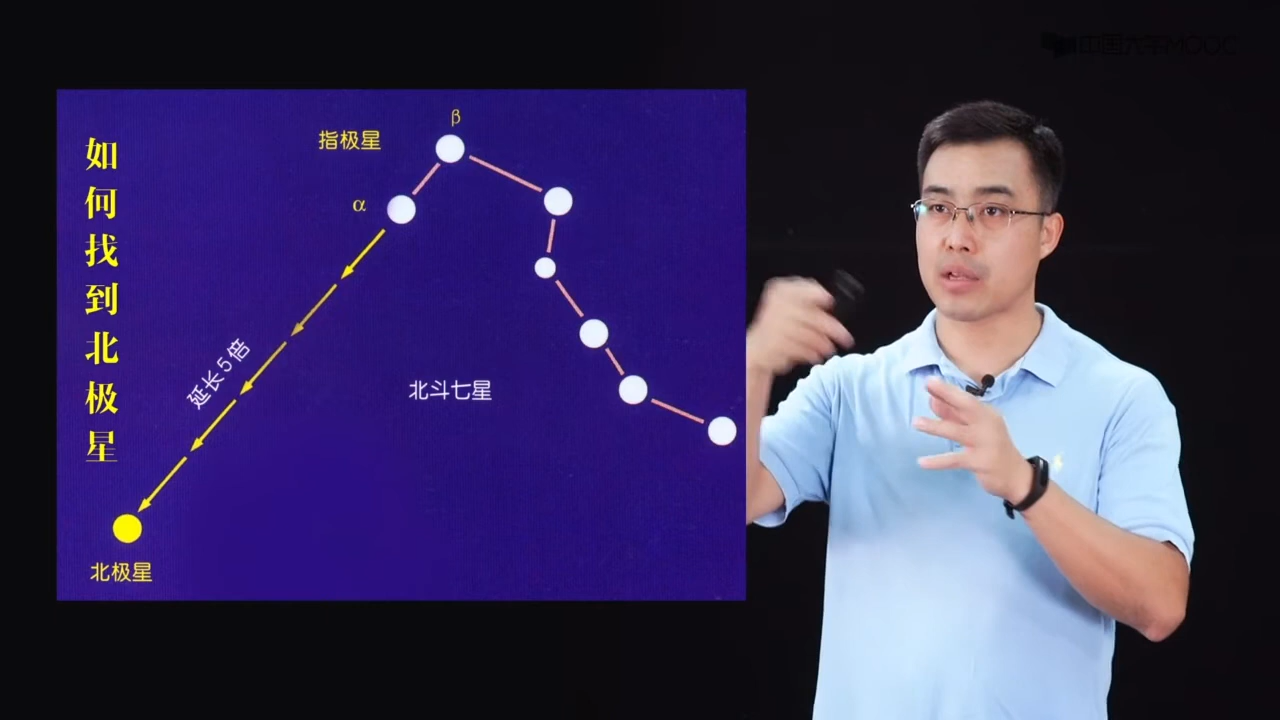 中国大学MOOC
如何找到北极星
β
指极星
α
延长5倍
北斗七星
北极星